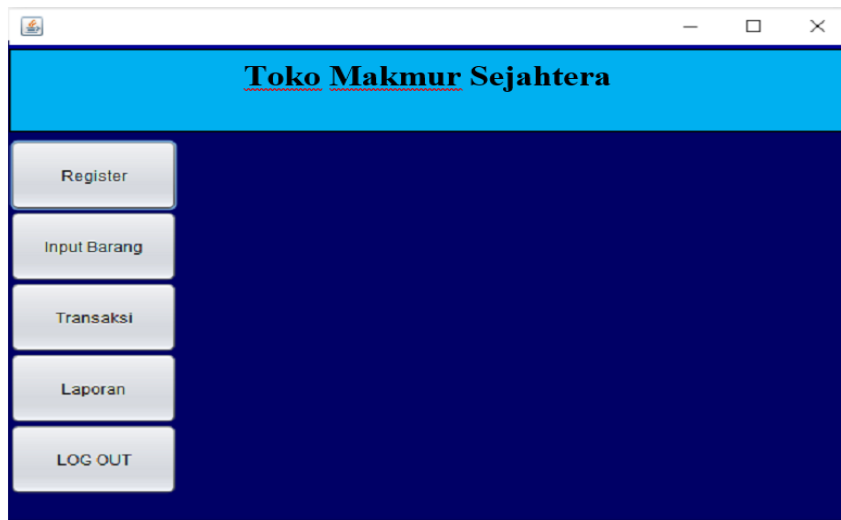 Toko Makmur Sejahtera
Register
Input Barang
Transaksi
Laporan
LOG OUT